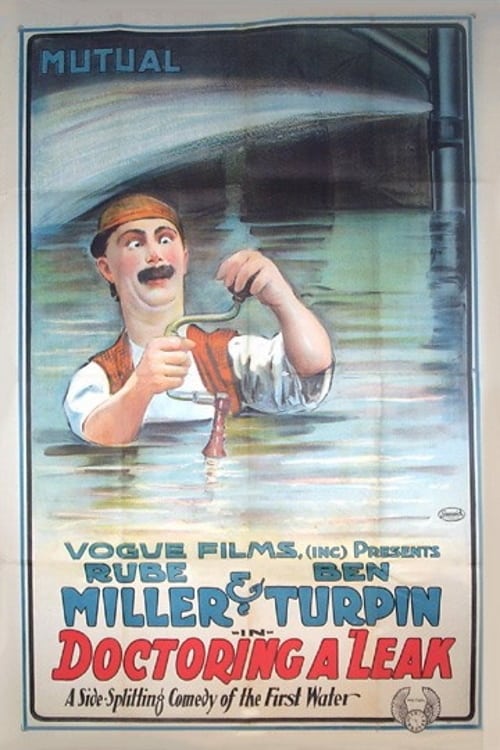 MUTUAL
VOGUE FILMS, (INC) PRESENTS
RUBE BEN
MILLER & TURPIN
-IN-
DOCTORING A LEAK
A Side-Splitting Comedy of the First Water